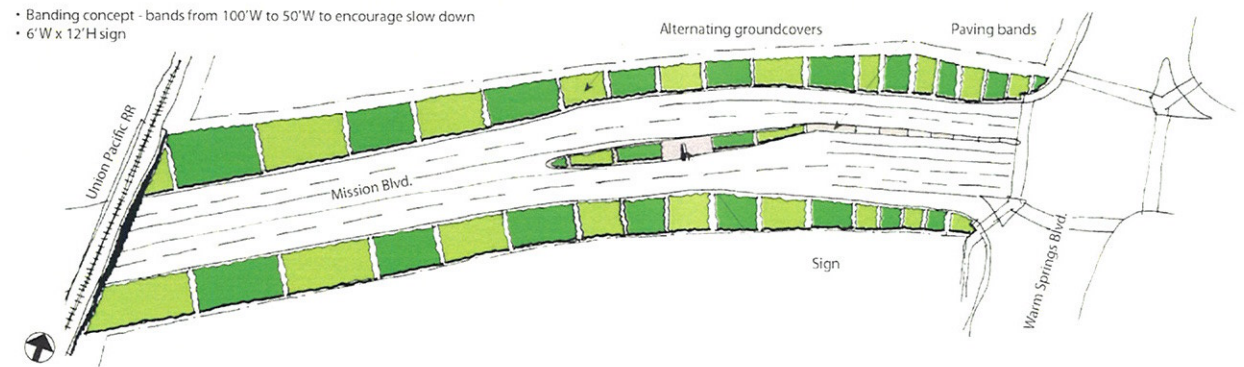 • Banding concept - bands from 100'W to 50'W to encourage slow down
• 6'W x 12'H sign
Alternating groundcovers
Paving bands
Union Pacific RR
Mission Blvd.
Sign
Warm Springs Blvd.